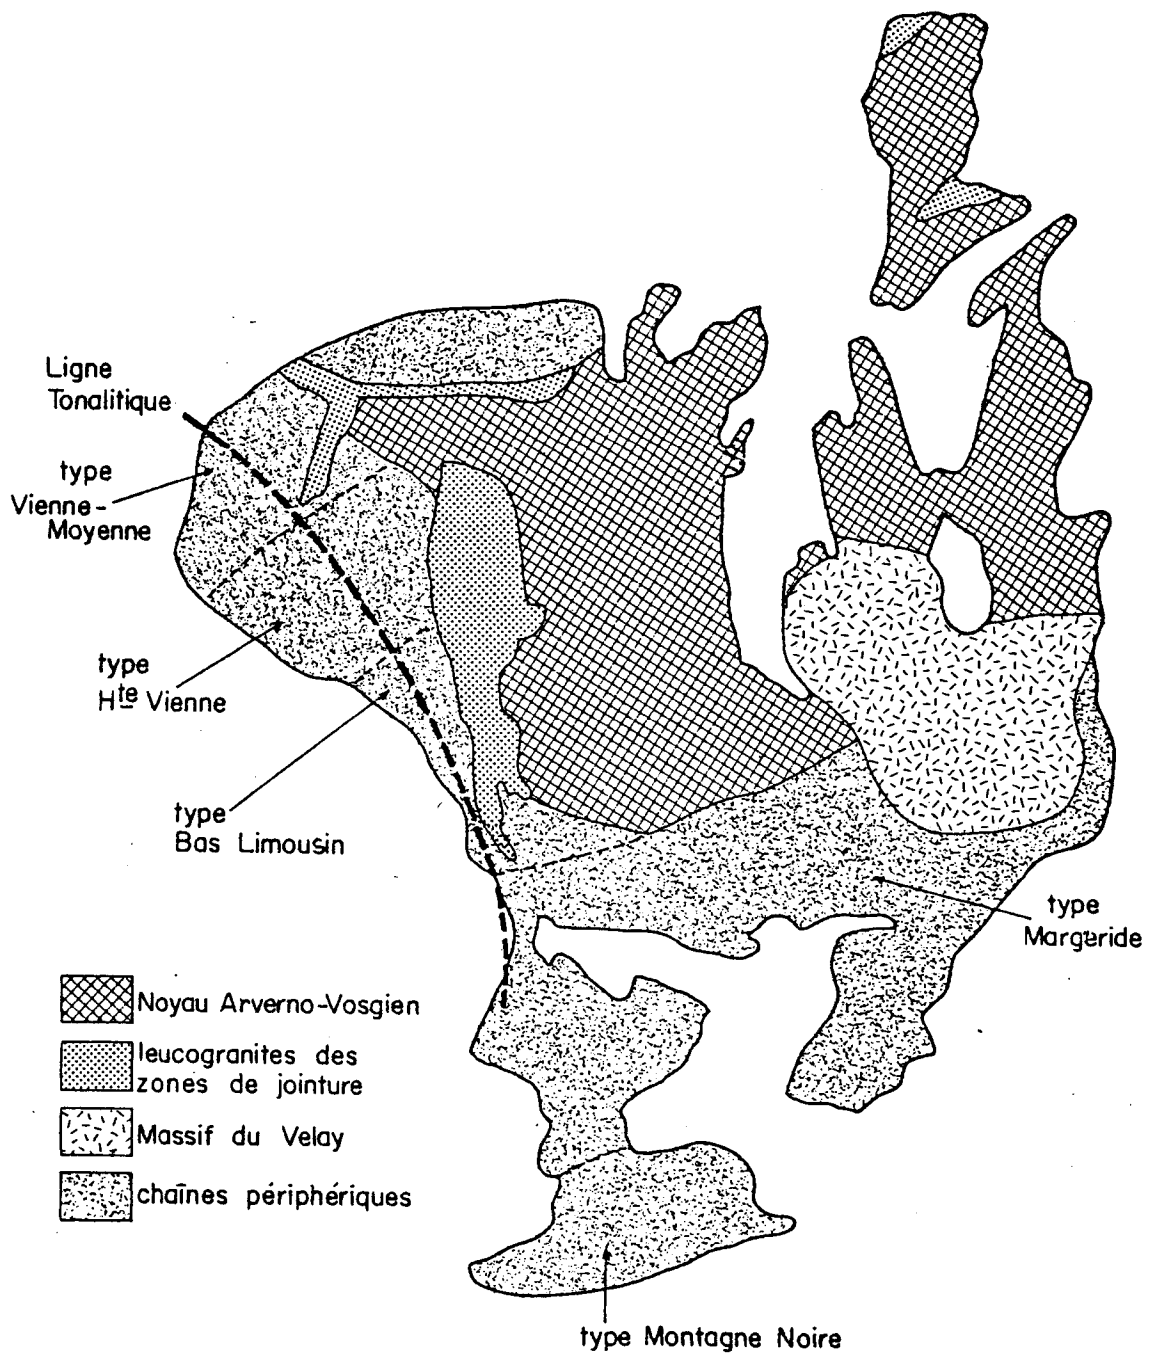 Ligne
Tonalitique
type
Vienne-
Moyenne
type
Hte Vienne
type
Bas Limousin
type
Margeride
Noyau Arverno-Vosgien
leucogranites des
zones de jointure
Massif du Velay
chaînes périphériques
type Montagne Noire